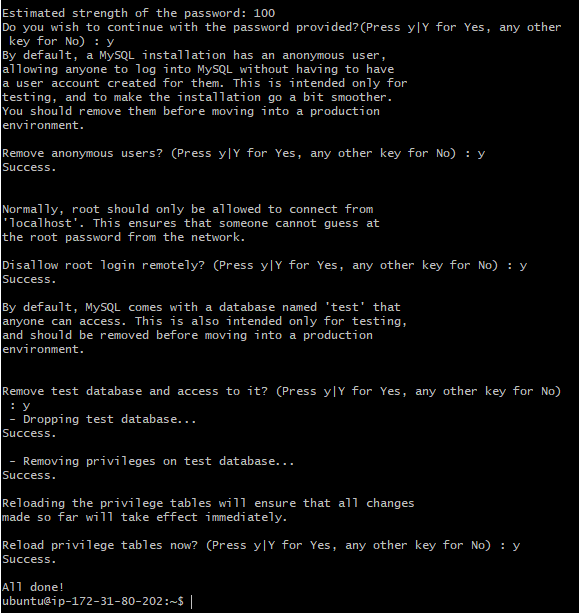 Estimated strength of the password: 100
Do you wish to continue with the password provided?(Press y|Y for Yes, any other
 key for No) : y
By default, a MySQL installation has an anonymous user,
allowing anyone to log into MySQL without having to have
a user account created for them. This is intended only for
testing, and to make the installation go a bit smoother.
You should remove them before moving into a production
environment.

Remove anonymous users? (Press y|Y for Yes, any other key for No) : y
Success.


Normally, root should only be allowed to connect from
'localhost'. This ensures that someone cannot guess at
the root password from the network.

Disallow root login remotely? (Press y|Y for Yes, any other key for No) : y
Success.

By default, MySQL comes with a database named 'test' that
anyone can access. This is also intended only for testing,
and should be removed before moving into a production
environment.


Remove test database and access to it? (Press y|Y for Yes, any other key for No)
 : y
 - Dropping test database...
Success.

 - Removing privileges on test database...
Success.

Reloading the privilege tables will ensure that all changes
made so far will take effect immediately.

Reload privilege tables now? (Press y|Y for Yes, any other key for No) : y
Success.

All done!
ubuntu@ip-172-31-80-202:~$